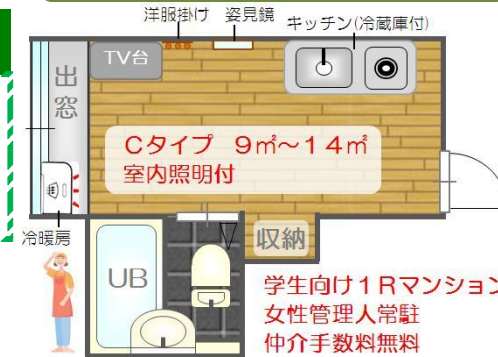 洋服掛け 姿見鏡 キッチン(冷蔵庫付)
TV台
出窓
Cタイプ 9㎡～14㎡
室内照明付
冷暖房
収納
UB
学生向け1Rマンション
女性管理人常駐
仲介手数料無料